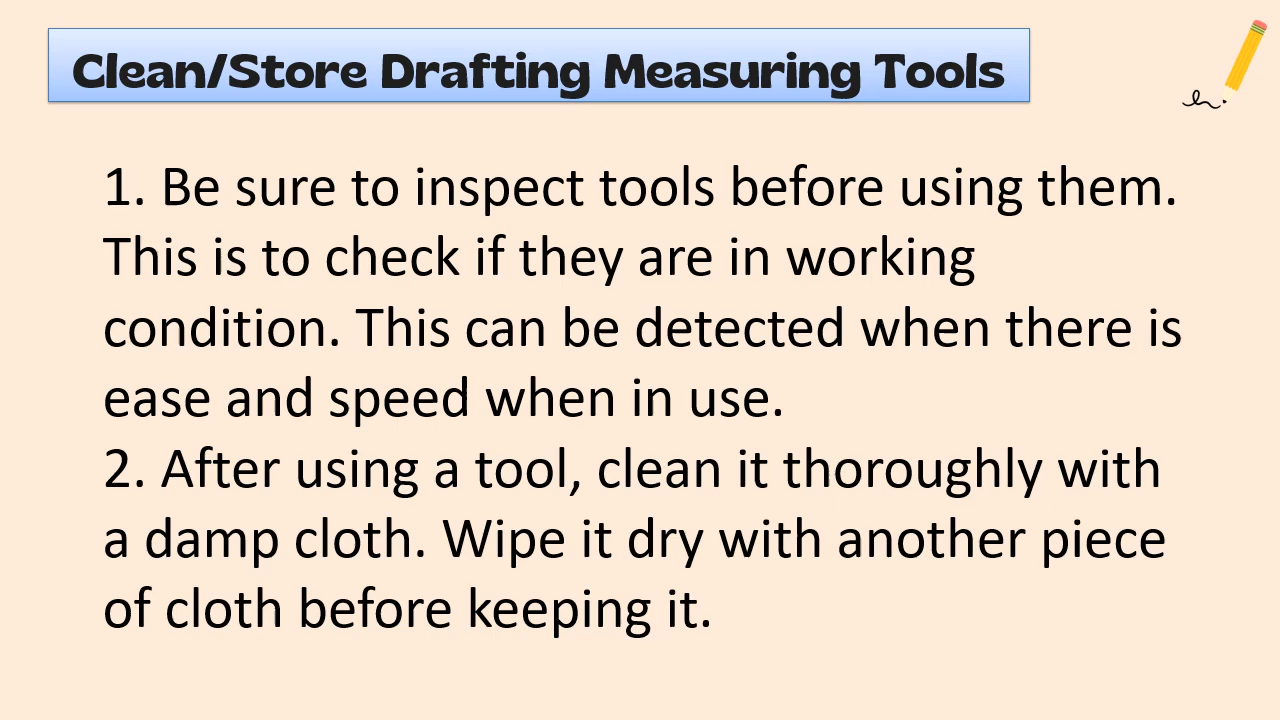 Clean/Store Drafting Measuring Tools
1. Be sure to inspect tools before using them.
This is to check if they are in working
condition. This can be detected when there is
ease and speed when in use.
2. After using a tool, clean it thoroughly with
a damp cloth. Wipe it dry with another piece
of cloth before keeping it.